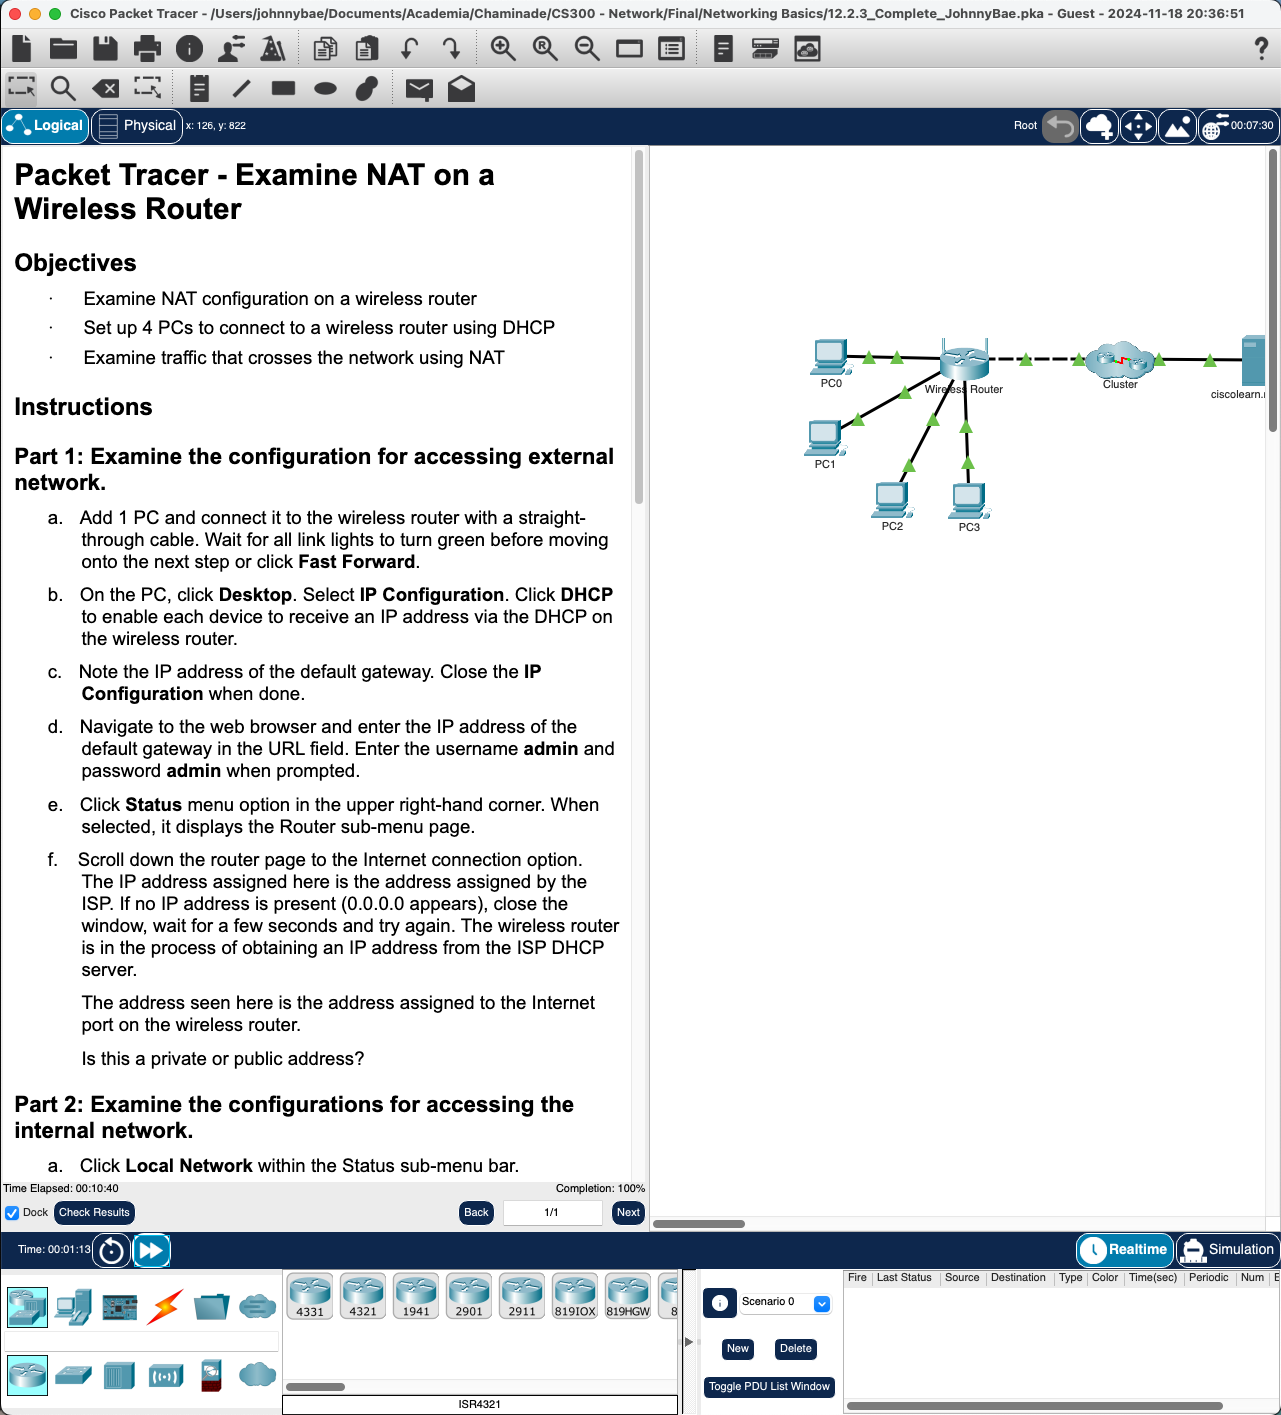 Cisco Packet Tracer - /Users/johnnybae/Documents/Academia/Chaminade/CS300 - Network/Final/Networking Basics/12.2.3_Complete_JohnnyBae.pka - Guest - 2024-11-18 20:36:51
Logical
Physical
x: 126, y: 822
Root
00:07:30
Packet Tracer - Examine NAT on a
Wireless Router
Objectives
· Examine NAT configuration on a wireless router
· Set up 4 PCs to connect to a wireless router using DHCP
· Examine traffic that crosses the network using NAT
Instructions
Part 1: Examine the configuration for accessing external
network.
a. Add 1 PC and connect it to the wireless router with a straight-
through cable. Wait for all link lights to turn green before moving
onto the next step or click Fast Forward.
b. On the PC, click Desktop. Select IP Configuration. Click DHCP
to enable each device to receive an IP address via the DHCP on
the wireless router.
c. Note the IP address of the default gateway. Close the IP
Configuration when done.
d. Navigate to the web browser and enter the IP address of the
default gateway in the URL field. Enter the username admin and
password admin when prompted.
e. Click Status menu option in the upper right-hand corner. When
selected, it displays the Router sub-menu page.
f. Scroll down the router page to the Internet connection option.
The IP address assigned here is the address assigned by the
ISP. If no IP address is present (0.0.0.0 appears), close the
window, wait for a few seconds and try again. The wireless router
is in the process of obtaining an IP address from the ISP DHCP
server.
The address seen here is the address assigned to the Internet
port on the wireless router.
Is this a private or public address?
Part 2: Examine the configurations for accessing the
internal network.
a. Click Local Network within the Status sub-menu bar.
Time Elapsed: 00:10:40
Completion: 100%
Dock
Check Results
Back
1/1
Next
PC0
Wireless Router
Cluster
ciscolearn.
PC1
PC2
PC3
Time: 00:01:13
Realtime
Simulation
4331
4321
1941
2901
2911
819IOX
819HGW
8
ISR4321
Scenario 0
New
Delete
Toggle PDU List Window
Fire
Last Status
Source
Destination
Type
Color
Time(sec)
Periodic
Num
E